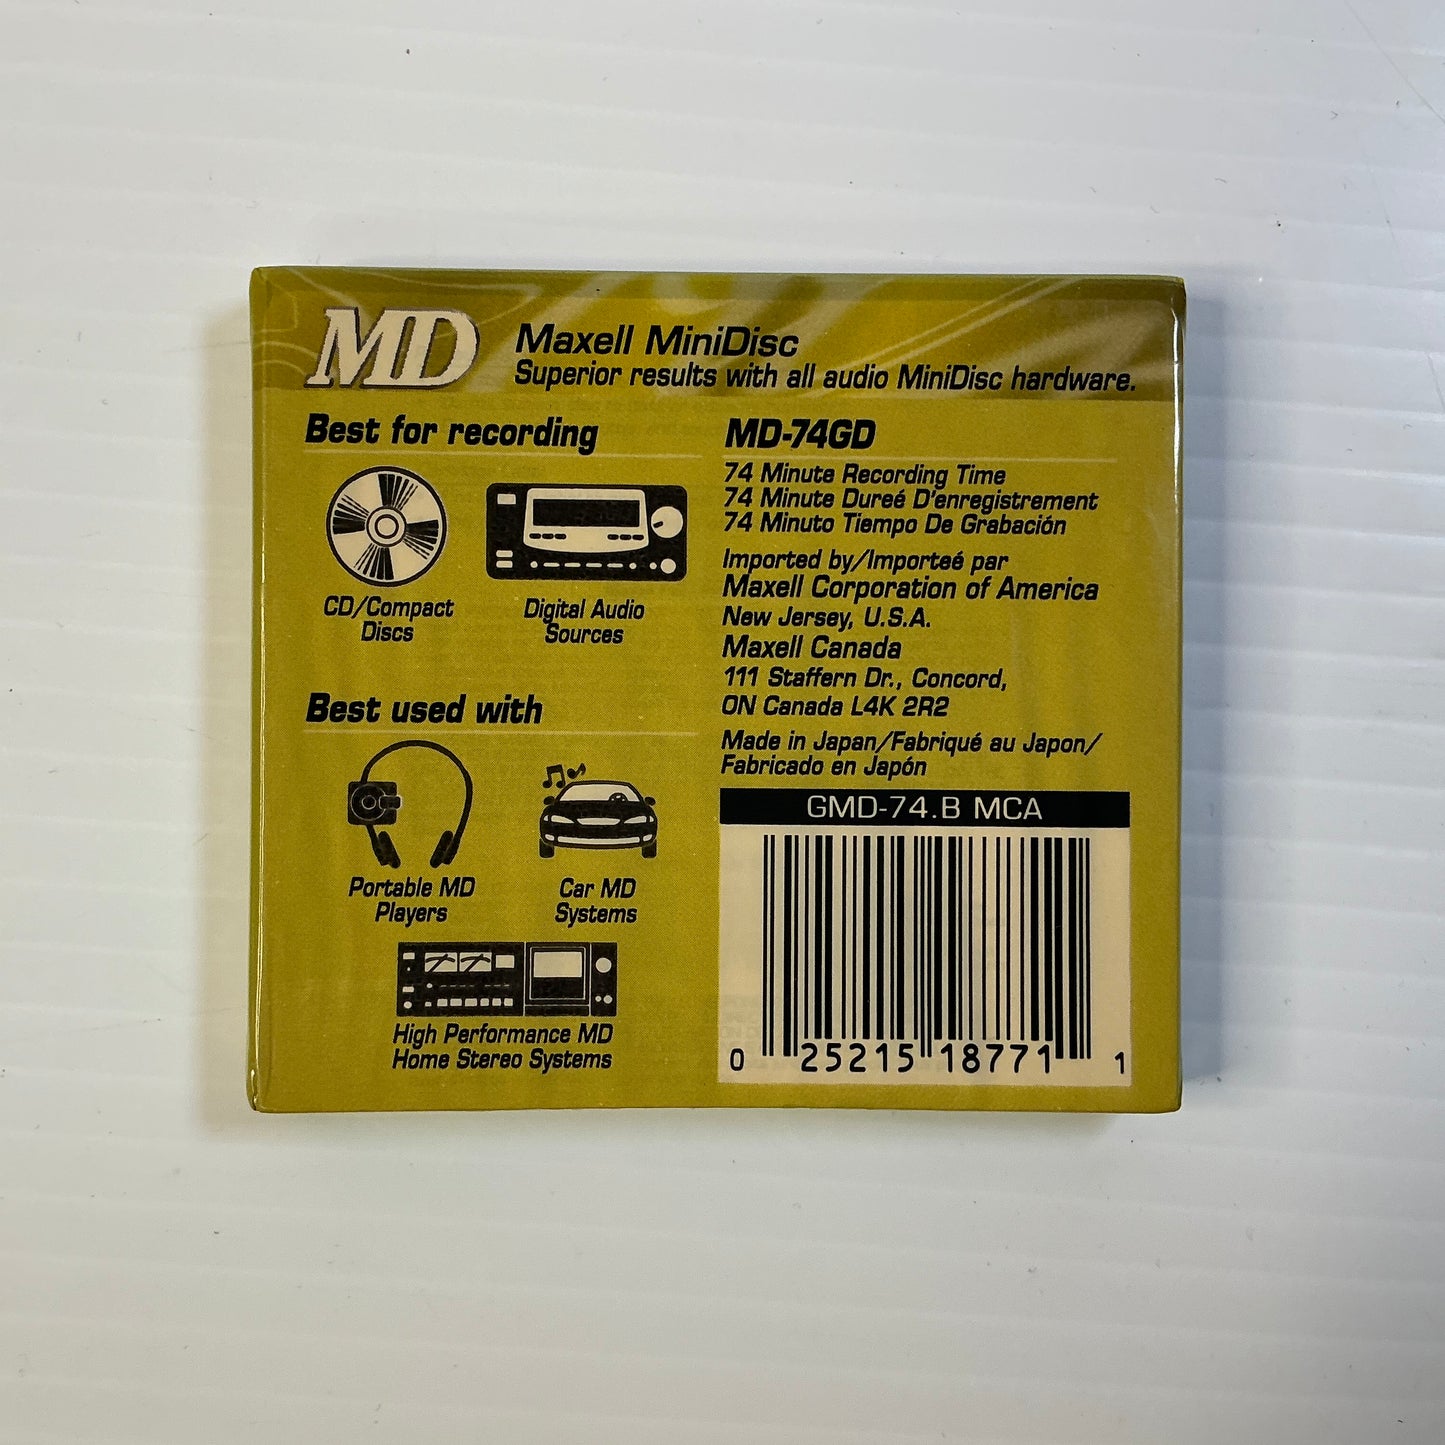 MD
Maxell MiniDisc
Superior results with all audio MiniDisc hardware.
Best for recording
CD/Compact
Discs
Digital Audio
Sources
Best used with
Portable MD
Players
Car MD
Systems
High Performance MD
Home Stereo Systems
MD-74GD
74 Minute Recording Time
74 Minute Dureé D'enregistrement
74 Minuto Tiempo De Grabación
Imported by/Importeé par
Maxell Corporation of America
New Jersey, U.S.A.
Maxell Canada
111 Staffern Dr., Concord,
ON Canada L4K 2R2
Made in Japan/Fabriqué au Japon/
Fabricado en Japón
GMD-74.B MCA
0 25215 18771 1